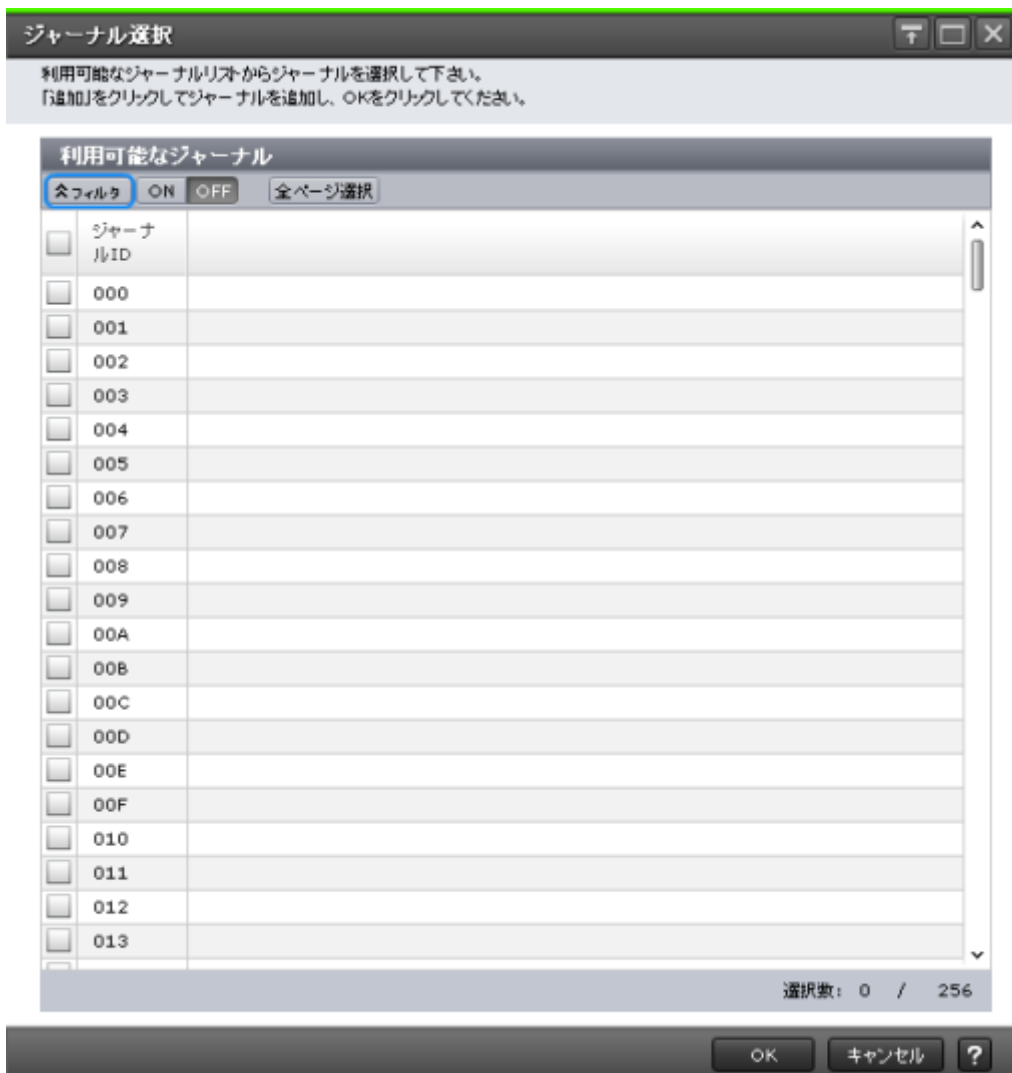 ジャーナル選択
利用可能なジャーナルリストからジャーナルを選択して下さい。
「追加」をクリックしてジャーナルを追加し、OKをクリックしてください。
利用可能なジャーナル
フィルタ ON OFF 全ページ選択
ジャーナ
ルID
000
001
002
003
004
005
006
007
008
009
00A
00B
00C
00D
00E
00F
010
011
012
013
選択数: 0 / 256
OK キャンセル ?